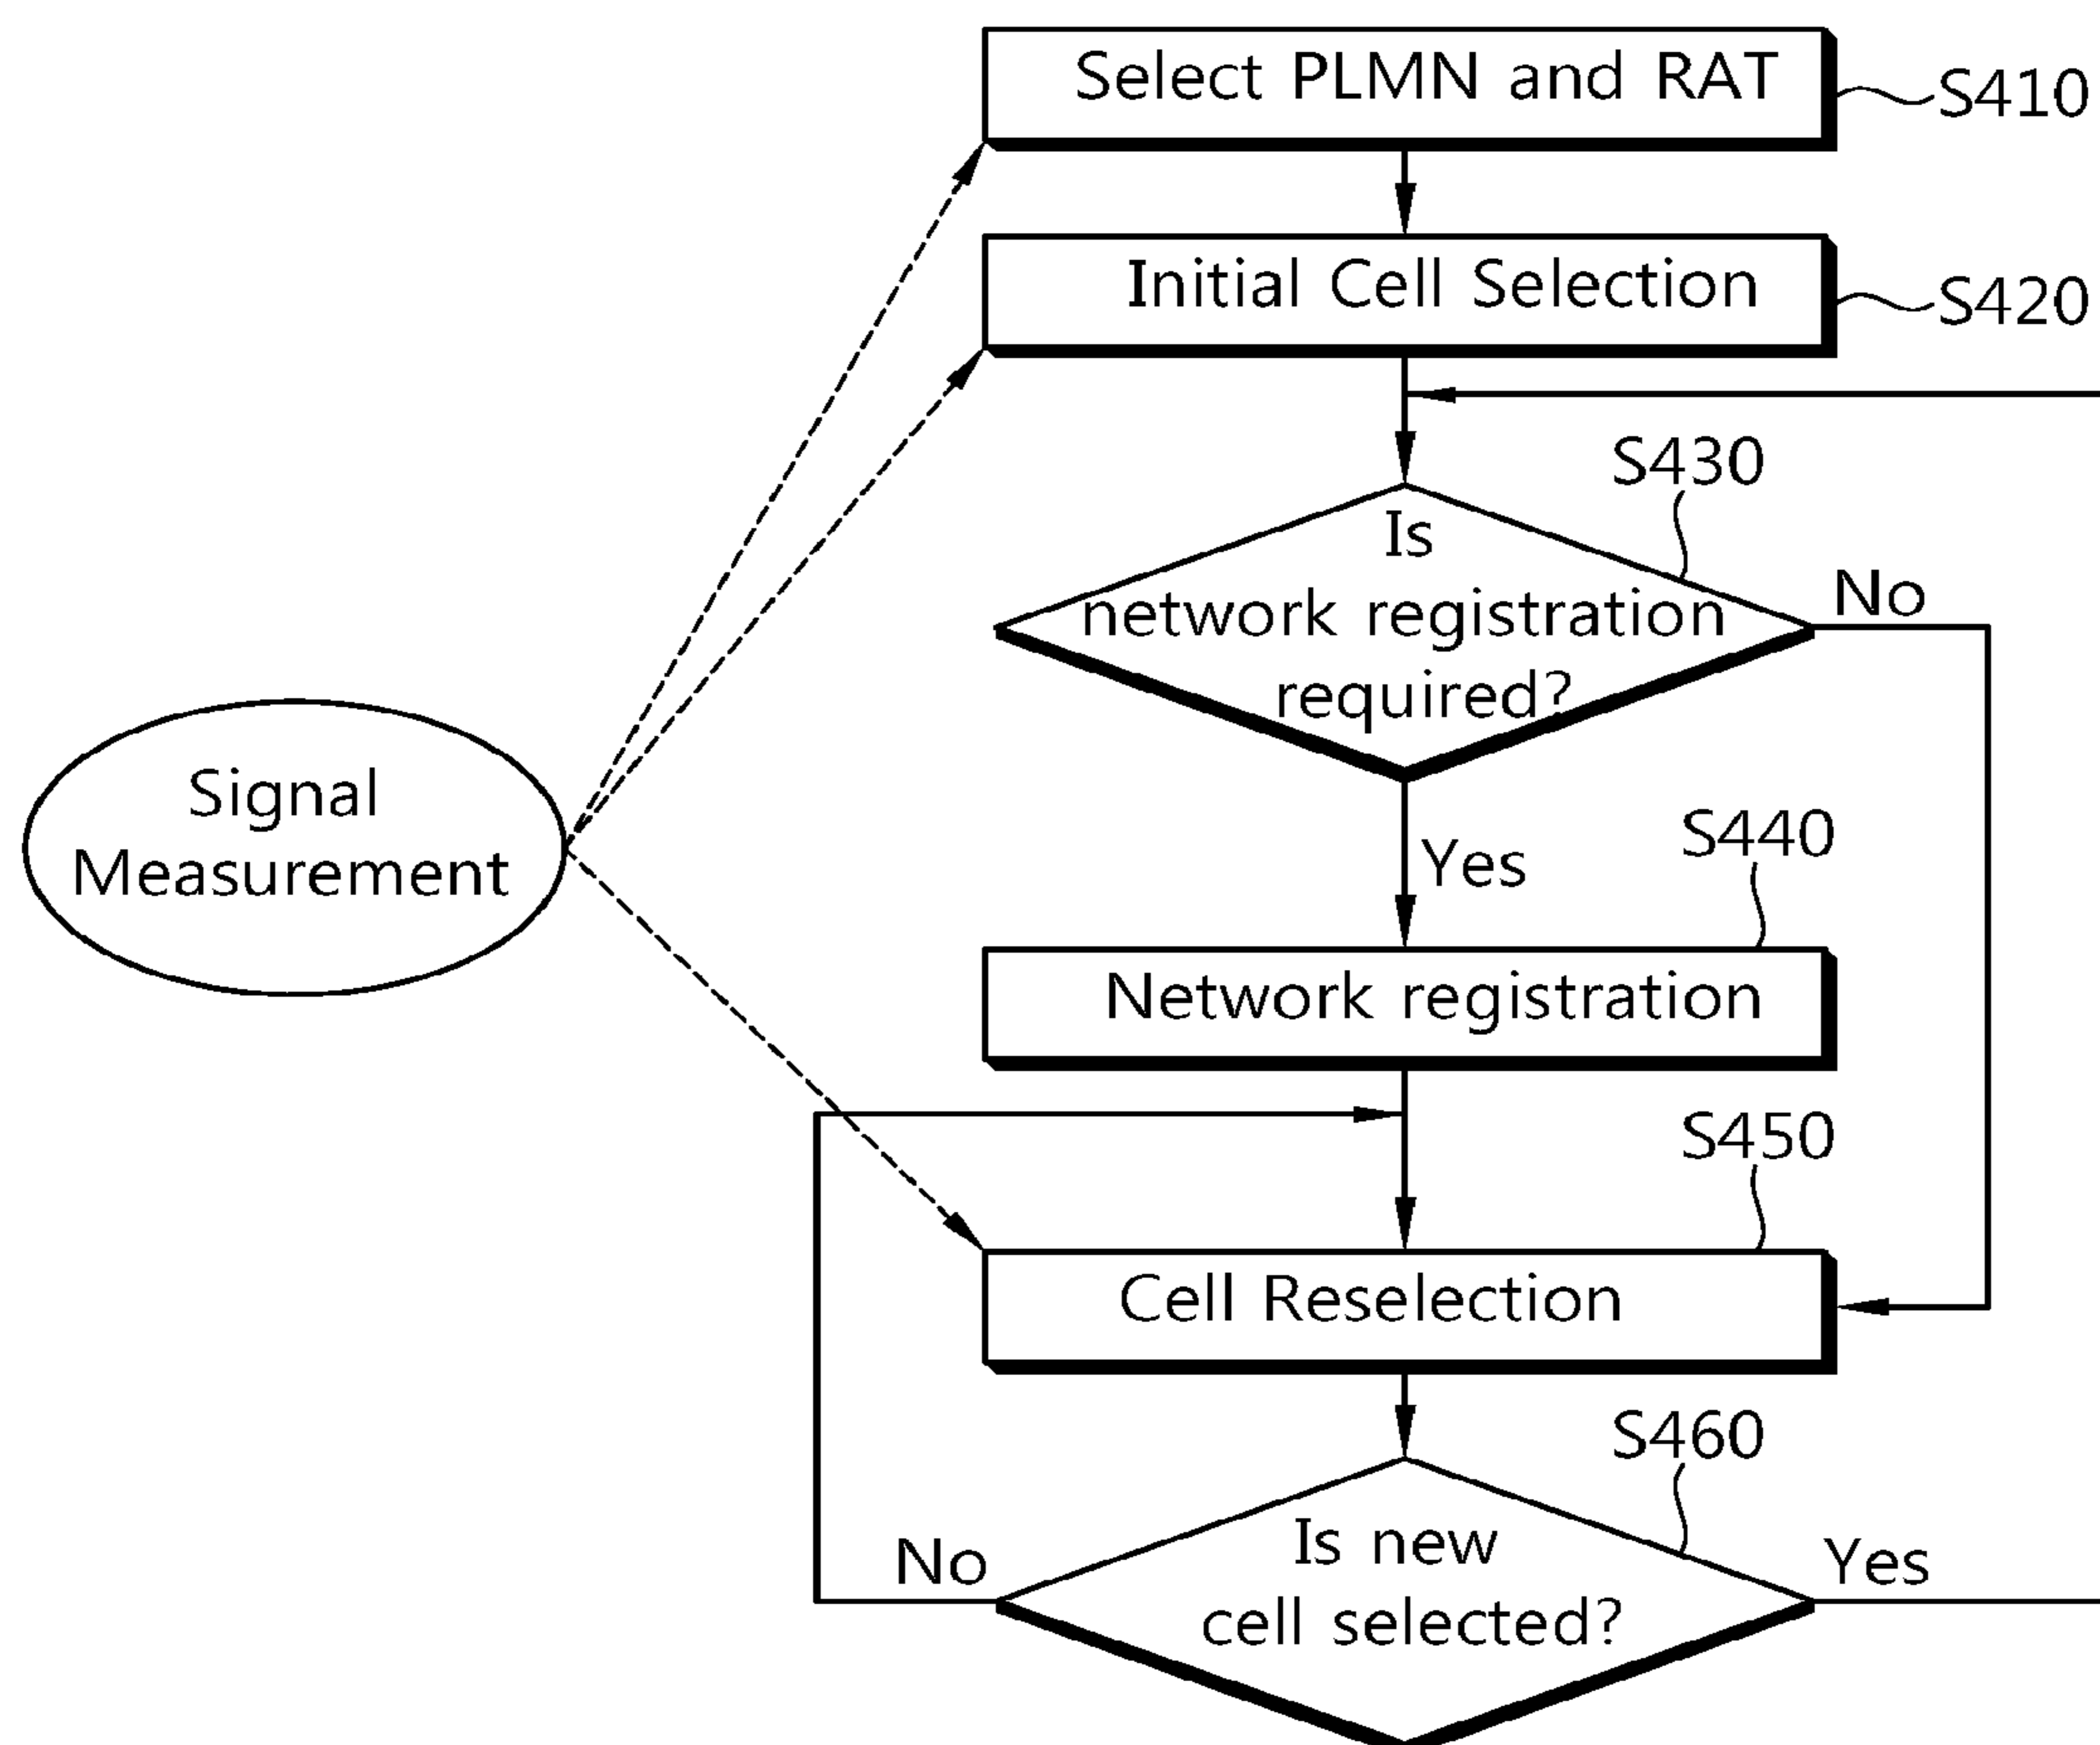 Select PLMN and RAT
S410
Initial Cell Selection
S420
S430
Is
network registration
required?
No
Signal
Measurement
Yes
S440
Network registration
S450
Cell Reselection
S460
Is new
cell selected?
No
Yes